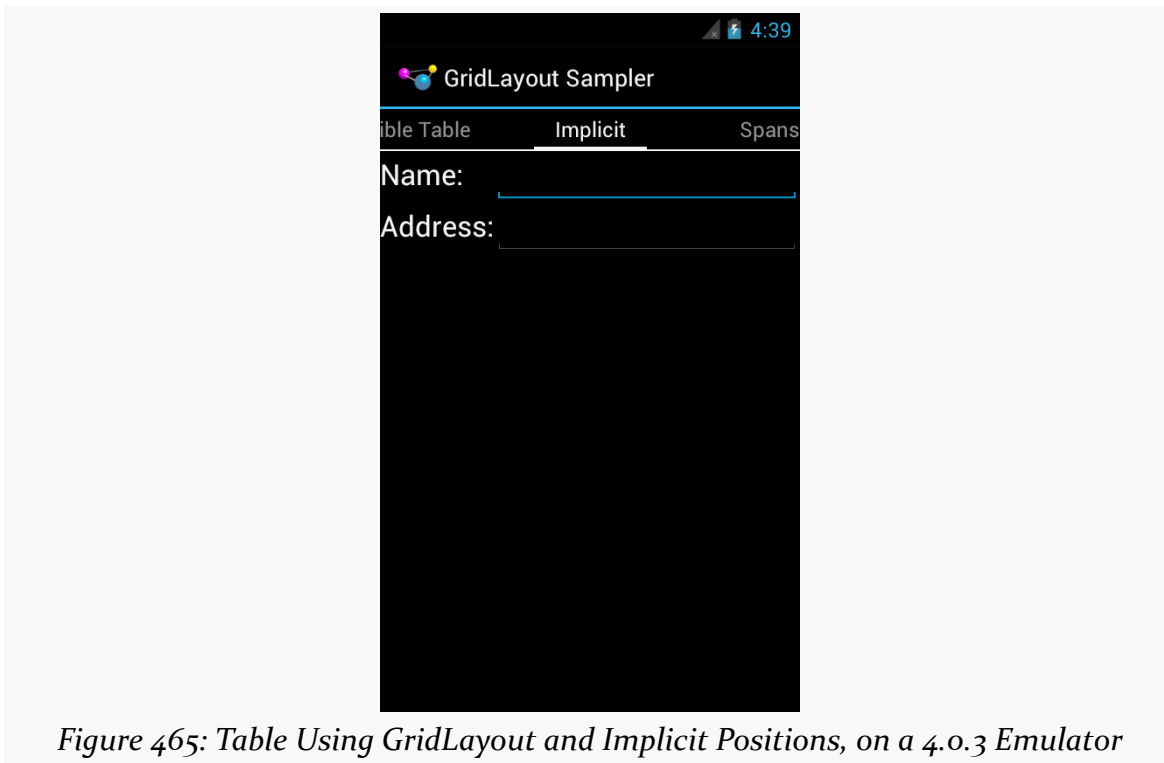 4:39
GridLayout Sampler
ible Table Implicit Spans
Name:
Address:
Figure 465: Table Using GridLayout and Implicit Positions, on a 4.0.3 Emulator